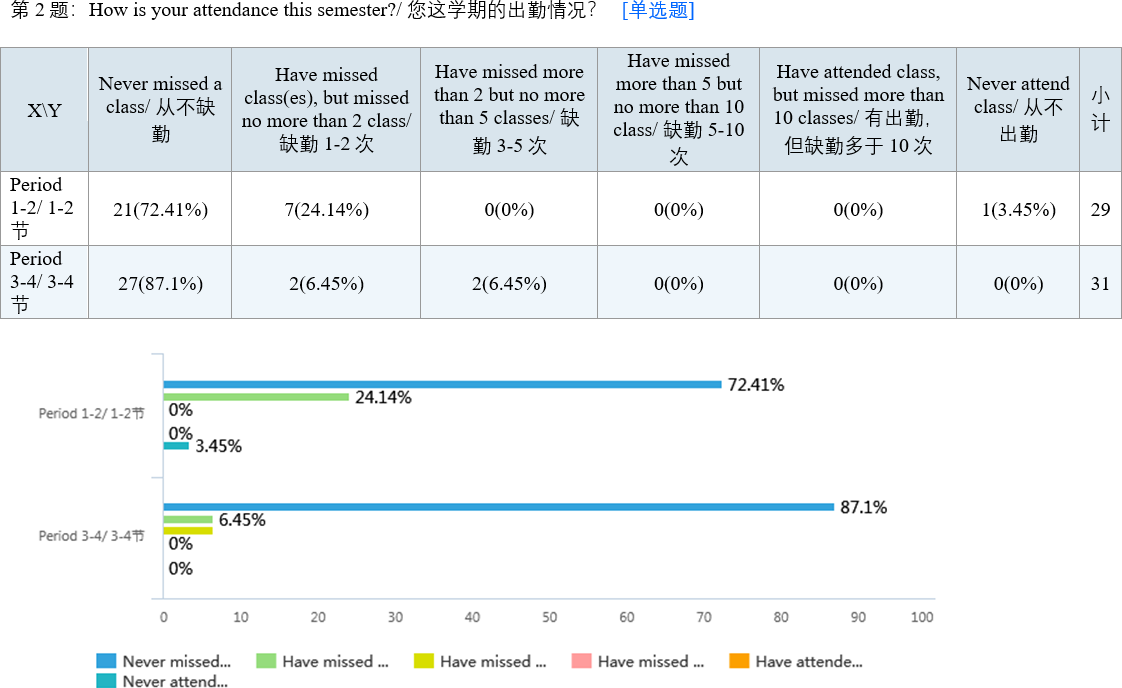 第 2 题：How is your attendance this semester?/ 您这学期的出勤情况？ [单选题]
X\Y
Never missed a
class/ 从不缺
勤
Have missed
class(es), but missed
no more than 2 class/
缺勤 1-2 次
Have missed more
than 2 but no more
than 5 classes/ 缺
勤 3-5 次
Have missed
more than 5 but
no more than 10
class/ 缺勤 5-10
次
Have attended class,
but missed more than
10 classes/ 有出勤，
但缺勤多于 10 次
Never attend
class/ 从不
出勤
小
计
Period
1-2/ 1-2
节
21(72.41%)
7(24.14%)
0(0%)
0(0%)
0(0%)
1(3.45%)
29
Period
3-4/ 3-4
节
27(87.1%)
2(6.45%)
2(6.45%)
0(0%)
0(0%)
0(0%)
31
Period 1-2/ 1-2节
72.41%
24.14%
0%
0%
3.45%
Period 3-4/ 3-4节
87.1%
6.45%
0%
0%
0 10 20 30 40 50 60 70 80 90 100
Never missed... Have missed ... Have missed ... Have missed ... Have attende...
Never attend...